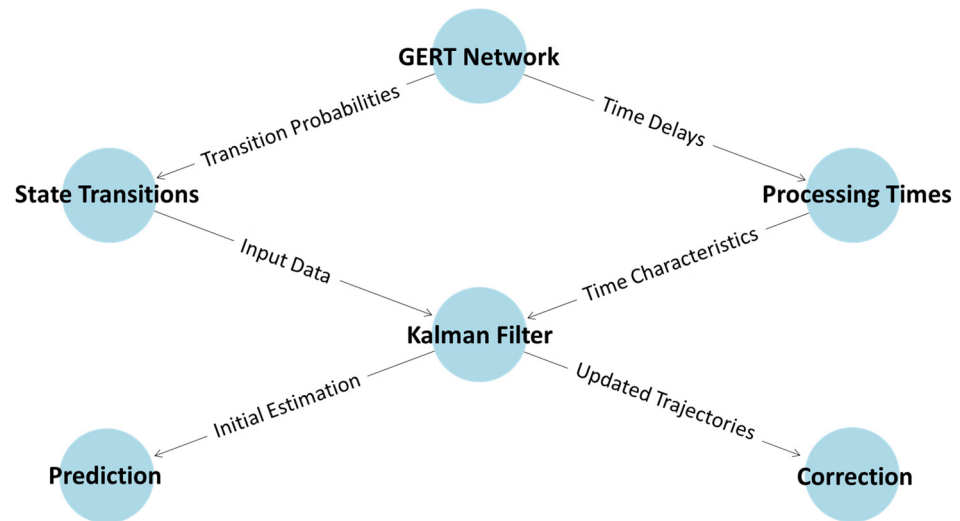 GERT Network
Transition Probabilities
Time Delays
State Transitions
Processing Times
Input Data
Time Characteristics
Kalman Filter
Initial Estimation
Updated Trajectories
Prediction
Correction